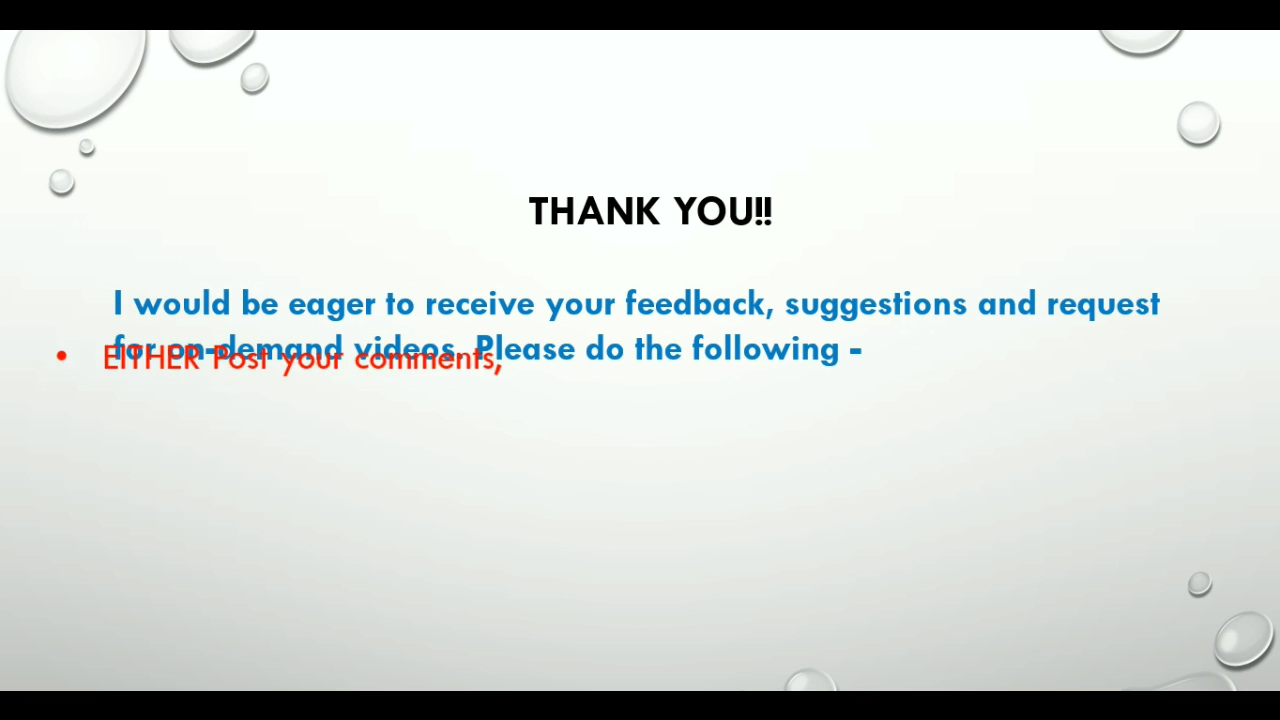 THANK YOU!!
I would be eager to receive your feedback, suggestions and request
for on-demand videos. Please do the following -
• EITHER Post your comments,